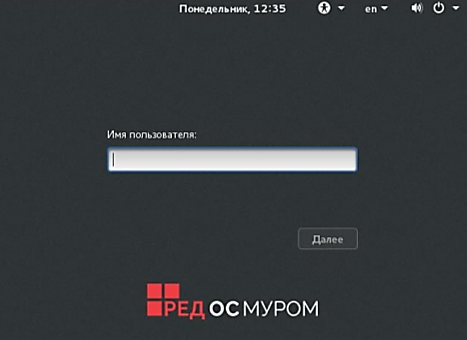 Понедельник, 12:35
en
Имя пользователя:
Далее
РЕД ОС МУРОМ